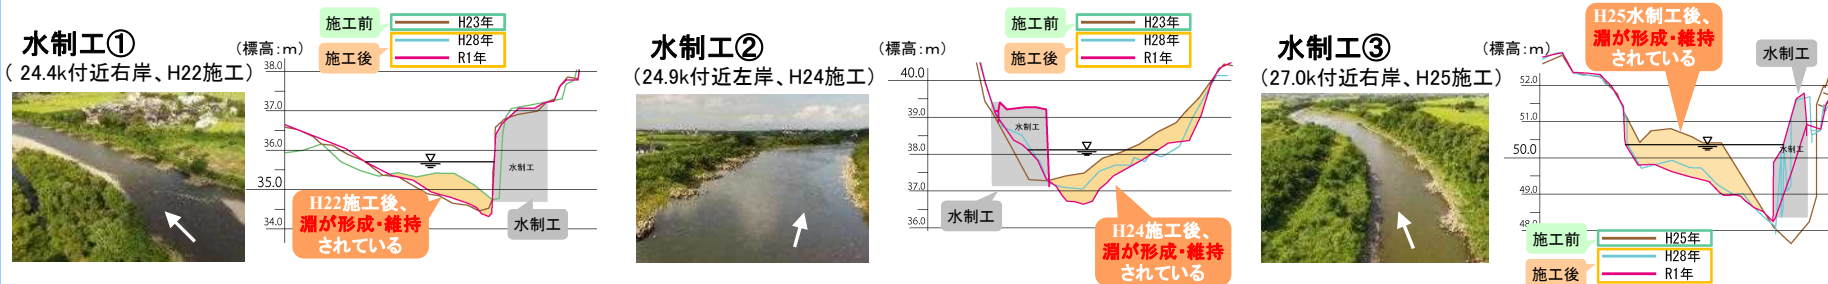 水制工①
（ 24.4k付近右岸、H22施工）
（標高：m）
施工前
H23年
施工後
H28年
R1年
38.0
37.0
36.0
35.0
34.0
水制工
H22施工後、
淵が形成・維持
されている
水制工
水制工②
（24.9k付近左岸、H24施工）
（標高：m）
施工前
H23年
施工後
H28年
R1年
40.0
39.0
38.0
37.0
36.0
水制工
水制工
H24施工後、
淵が形成・維持
されている
水制工③
（27.0k付近右岸、H25施工）
（標高：m）
H25水制工後、
淵が形成・維持
されている
水制工
52.0
51.0
50.0
49.0
48.0
水制工
施工前
H25年
施工後
H28年
R1年